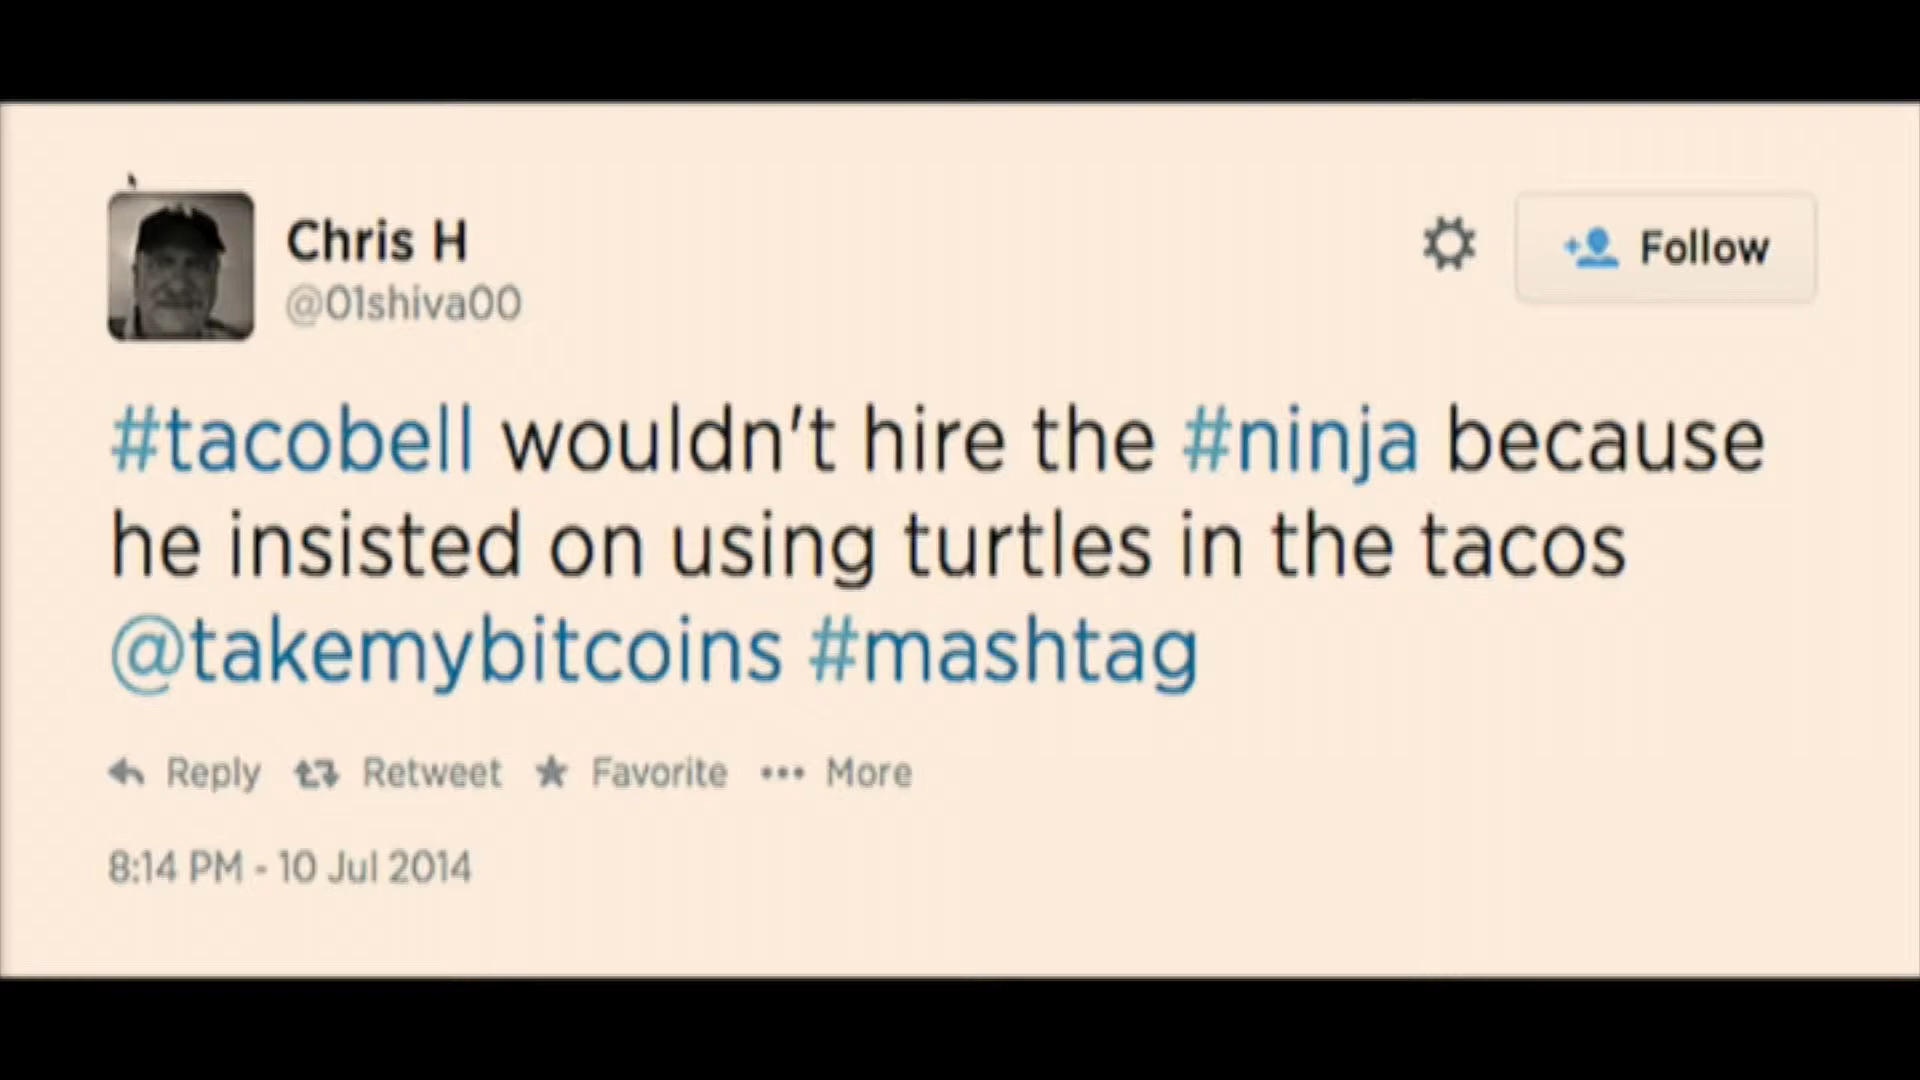 Chris H
@01shiva00
Follow
#tacobell wouldn't hire the #ninja because
he insisted on using turtles in the tacos
@takemybitcoins #mashtag
Reply Retweet Favorite More
8:14 PM - 10 Jul 2014